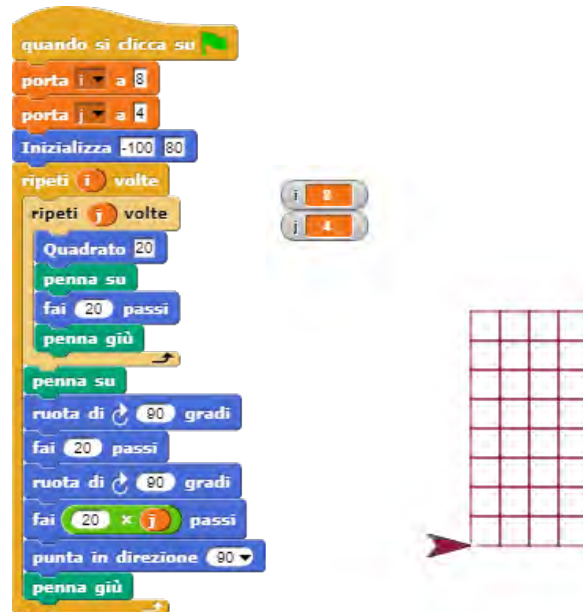 quando si clicca su
porta i a 8
porta j a 4
Inizializza -100 80
ripeti i volte
ripeti j volte
Quadrato 20
penna su
fai 20 passi
penna giù
penna su
ruota di 90 gradi
fai 20 passi
ruota di 90 gradi
fai 20 × j passi
punta in direzione 90
penna giù
i 8
j 4